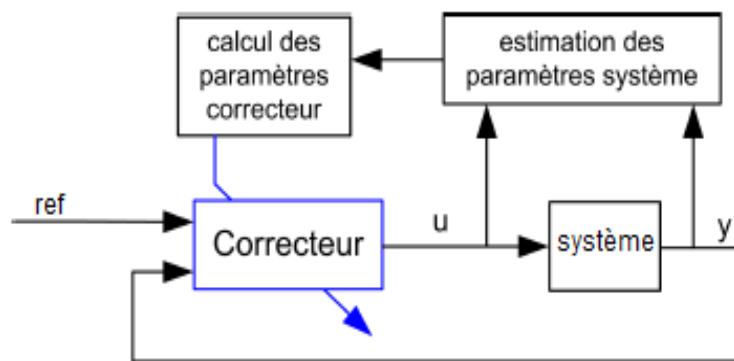 calcul des
paramètres
correcteur
estimation des
paramètres système
ref
Correcteur
u
système
y